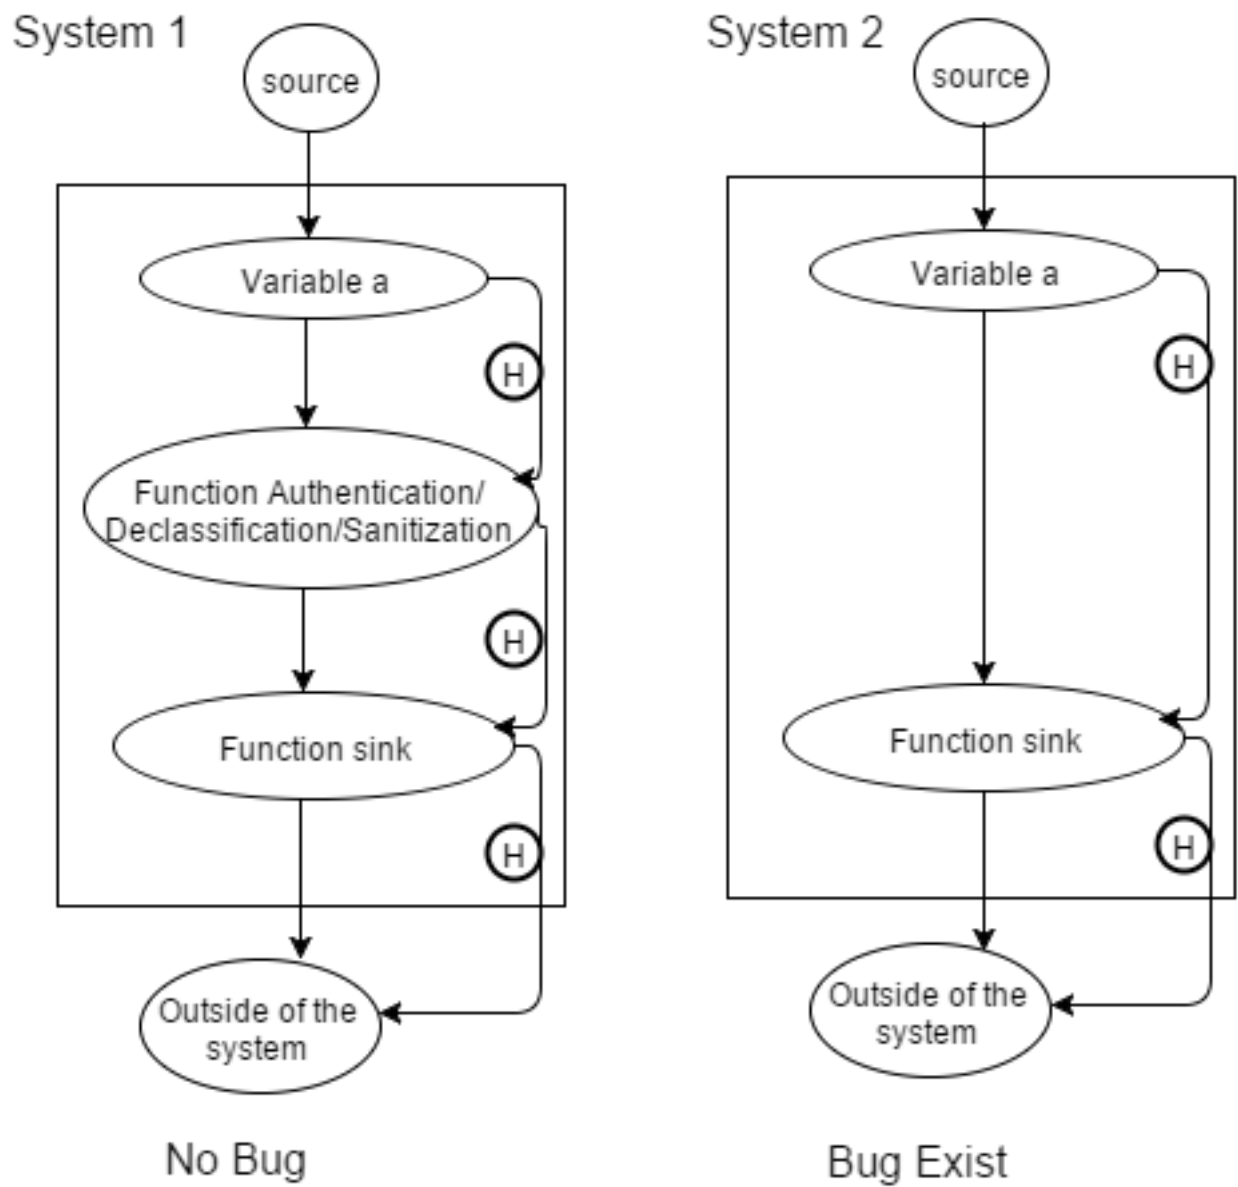 System 1
source
Variable a
H
Function Authentication/
Declassification/Sanitization
H
Function sink
H
Outside of the
system
No Bug
System 2
source
Variable a
H
Function sink
H
Outside of the
system
Bug Exist